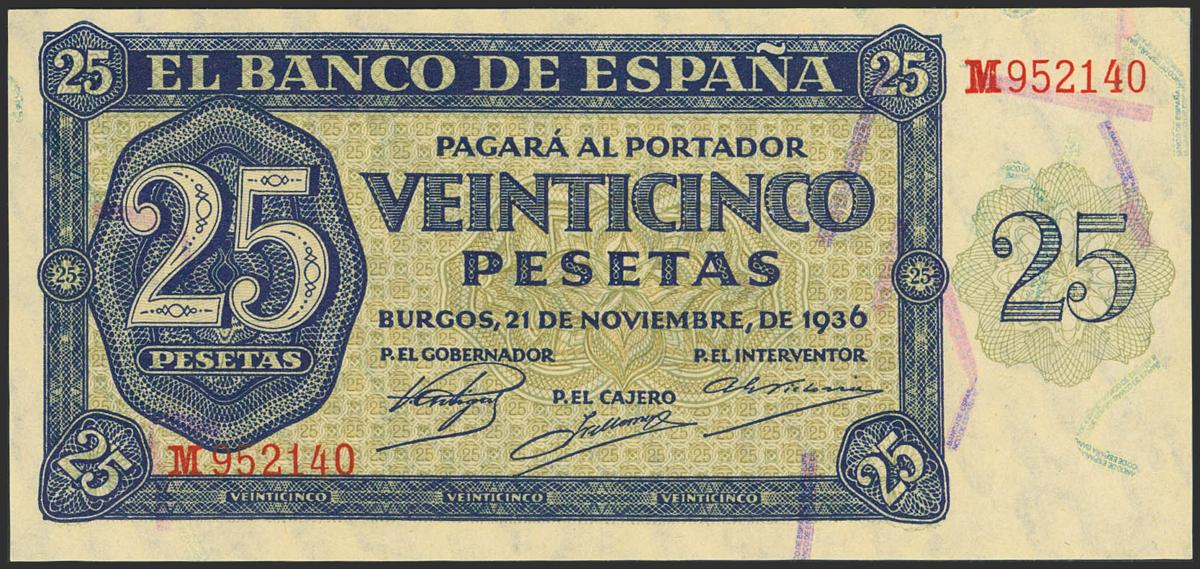 25 EL BANCO DE ESPAÑA 25
M952140
PAGARÁ AL PORTADOR
25
VEINTICINCO
25
PESETAS
25
25
BURGOS, 21 DE NOVIEMBRE, DE 1936
PESETAS
P. EL GOBERNADOR
P. EL INTERVENTOR
P. EL CAJERO
25
M952140
25
VEINTICINCO
VEINTICINCO
VEINTICINCO